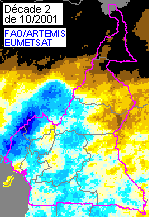 Décade 2
de 10/2001
FAO/ARTEMIS
EUMETSAT